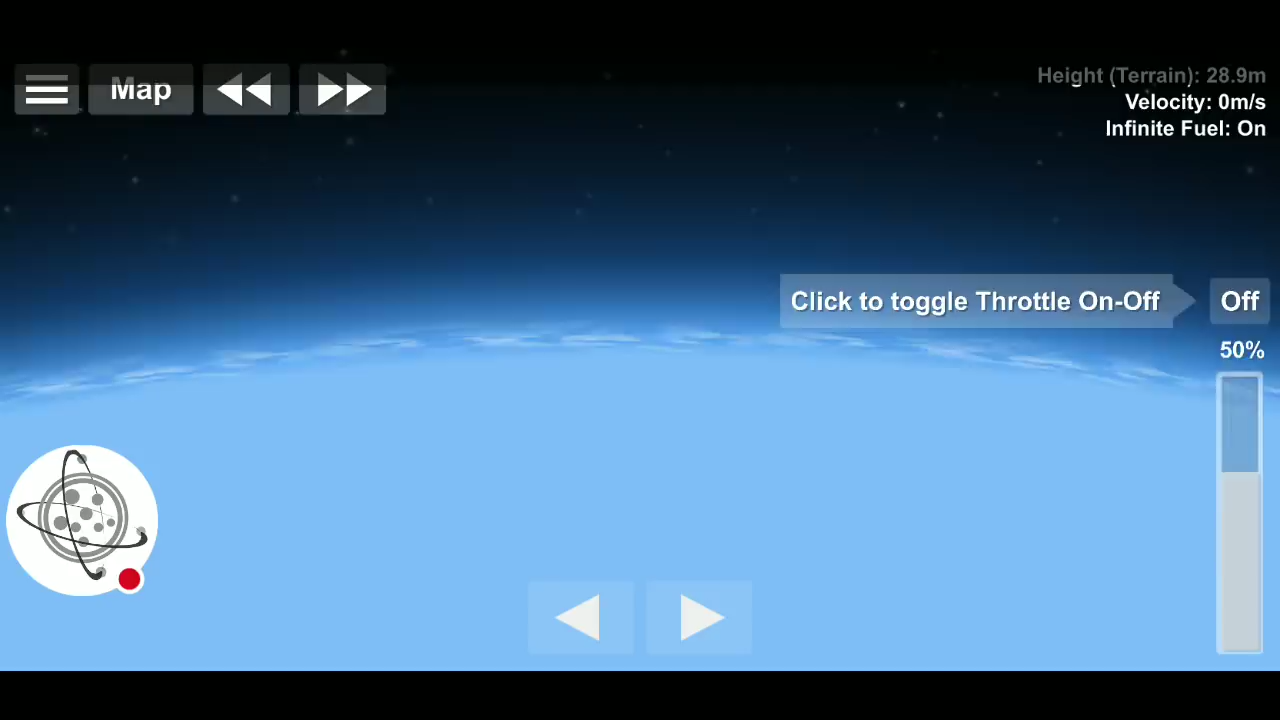 Map
Height (Terrain): 28.9m
Velocity: 0m/s
Infinite Fuel: On
Click to toggle Throttle On-Off
Off
50%